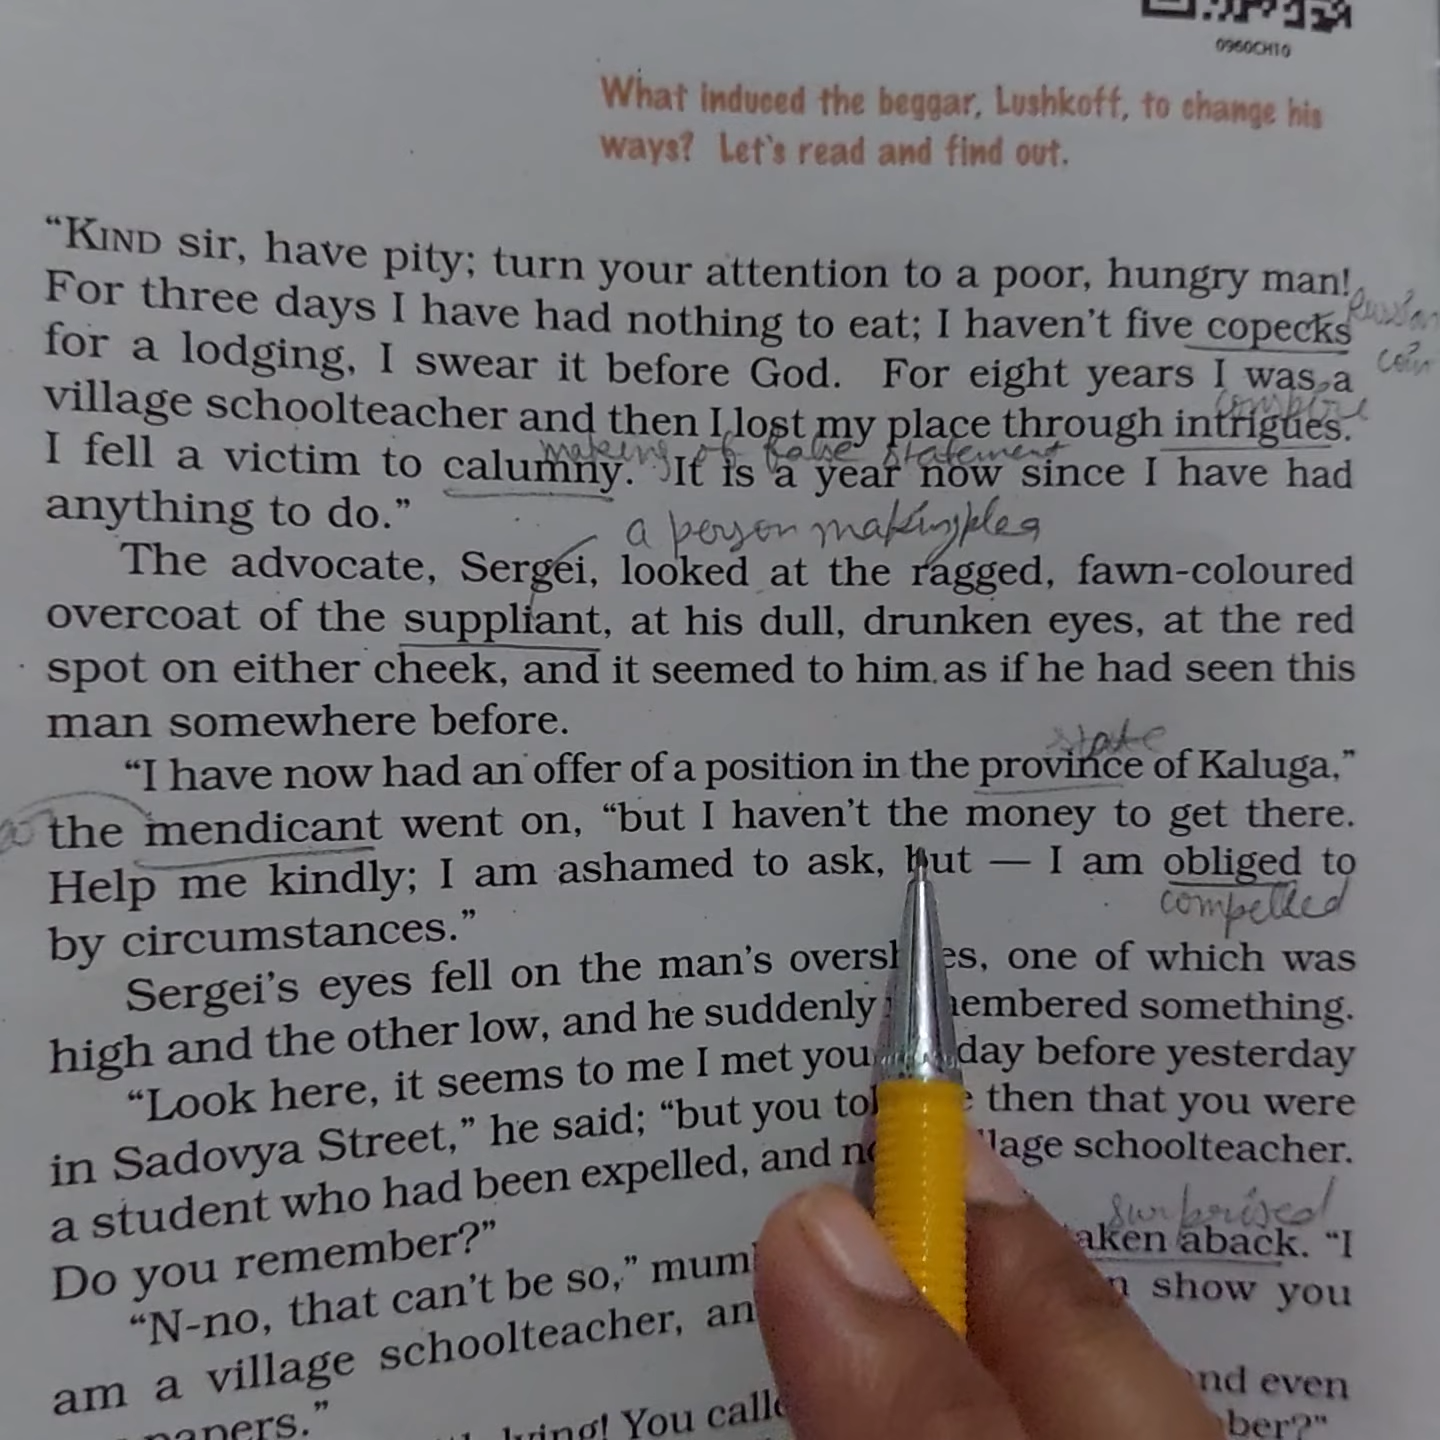 0960CH10
What induced the beggar, Lushkoff, to change his
ways? Let's read and find out.
“KIND sir, have pity; turn your attention to a poor, hungry man!
For three days I have had nothing to eat; I haven't five copecks
for a lodging, I swear it before God. For eight years I was a
coin
village schoolteacher and then I lost my place through intrigues.
making of false statement
I fell a victim to calumny. It is a year now since I have had
anything to do.”
a person making plea
The advocate, Sergei, looked at the ragged, fawn-coloured
overcoat of the suppliant, at his dull, drunken eyes, at the red
spot on either cheek, and it seemed to him as if he had seen this
man somewhere before.
state
“I have now had an offer of a position in the province of Kaluga,”
the mendicant went on, “but I haven't the money to get there.
Help me kindly; I am ashamed to ask, but — I am obliged to
compelled
by circumstances.”
Sergei's eyes fell on the man's, one of which was
high and the other low, and he suddenly something.
“Look here, it seems to me I met you day before yesterday
in Sadovya Street,” he said; “but you then that you were
a student who had been expelled, and schoolteacher.
Do you remember?”
surprised
“N-no, that can't be so,” aback. “I
am a village schoolteacher, show you
papers.”
lying! You and even